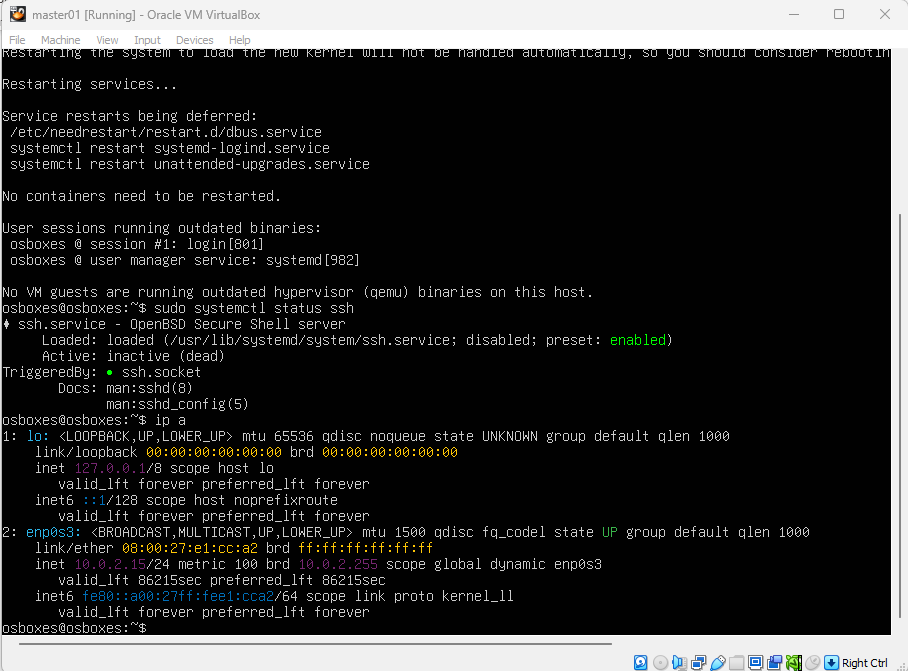 master01 [Running] - Oracle VM VirtualBox
File Machine View Input Devices Help
Restarting the system to load the new kernel will not be handled automatically, so you should consider rebootin
Restarting services...
Service restarts being deferred:
/etc/needrestart/restart.d/dbus.service
systemctl restart systemd-logind.service
systemctl restart unattended-upgrades.service
No containers need to be restarted.
User sessions running outdated binaries:
osboxes @ session #1: login[801]
osboxes @ user manager service: systemd[982]
No VM guests are running outdated hypervisor (qemu) binaries on this host.
osboxes@osboxes:~$ sudo systemctl status ssh
♦ ssh.service - OpenBSD Secure Shell server
Loaded: loaded (/usr/lib/systemd/system/ssh.service; disabled; preset: enabled)
Active: inactive (dead)
TriggeredBy: ● ssh.socket
Docs: man:sshd(8)
man:sshd_config(5)
osboxes@osboxes:~$ ip a
1: lo: <LOOPBACK,UP,LOWER_UP> mtu 65536 qdisc noqueue state UNKNOWN group default qlen 1000
link/loopback 00:00:00:00:00:00 brd 00:00:00:00:00:00
inet 127.0.0.1/8 scope host lo
valid_lft forever preferred_lft forever
inet6 ::1/128 scope host noprefixroute
valid_lft forever preferred_lft forever
2: enp0s3: <BROADCAST,MULTICAST,UP,LOWER_UP> mtu 1500 qdisc fq_codel state UP group default qlen 1000
link/ether 08:00:27:e1:cc:a2 brd ff:ff:ff:ff:ff:ff
inet 10.0.2.15/24 metric 100 brd 10.0.2.255 scope global dynamic enp0s3
valid_lft 86215sec preferred_lft 86215sec
inet6 fe80::a00:27ff:fee1:cca2/64 scope link proto kernel_ll
valid_lft forever preferred_lft forever
osboxes@osboxes:~$
Right Ctrl